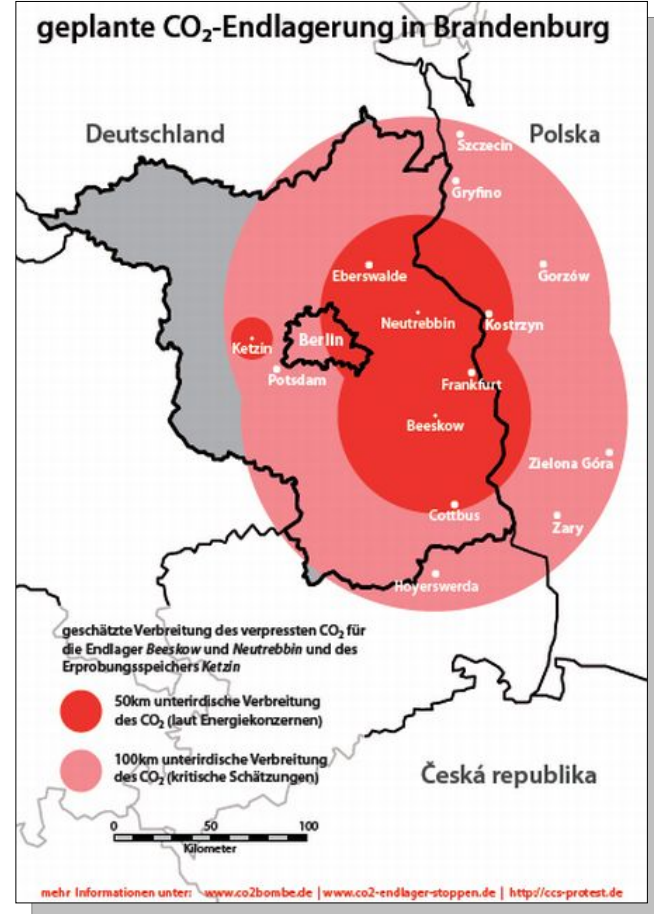 geplante CO₂-Endlagerung in Brandenburg
Deutschland
Polska
Szczecin
Gryfino
Eberswalde
Gorzów
Neutrebbin
Kostrzyn
Berlin
Ketzin
Potsdam
Frankfurt
Beeskow
Zielona Góra
Cottbus
Zary
Hoyerswerda
geschätzte Verbreitung des verpressten CO₂ für
die Endlager Beeskow und Neutrebbin und des
Erprobungsspeichers Ketzin
50km unterirdische Verbreitung
des CO₂ (laut Energiekonzernen)
100km unterirdische Verbreitung
des CO₂ (kritische Schätzungen)
Česká republika
0 50 100
Kilometer
mehr Informationen unter: www.co2bombe.de | www.co2-endlager-stoppen.de | http://ccs-protest.de